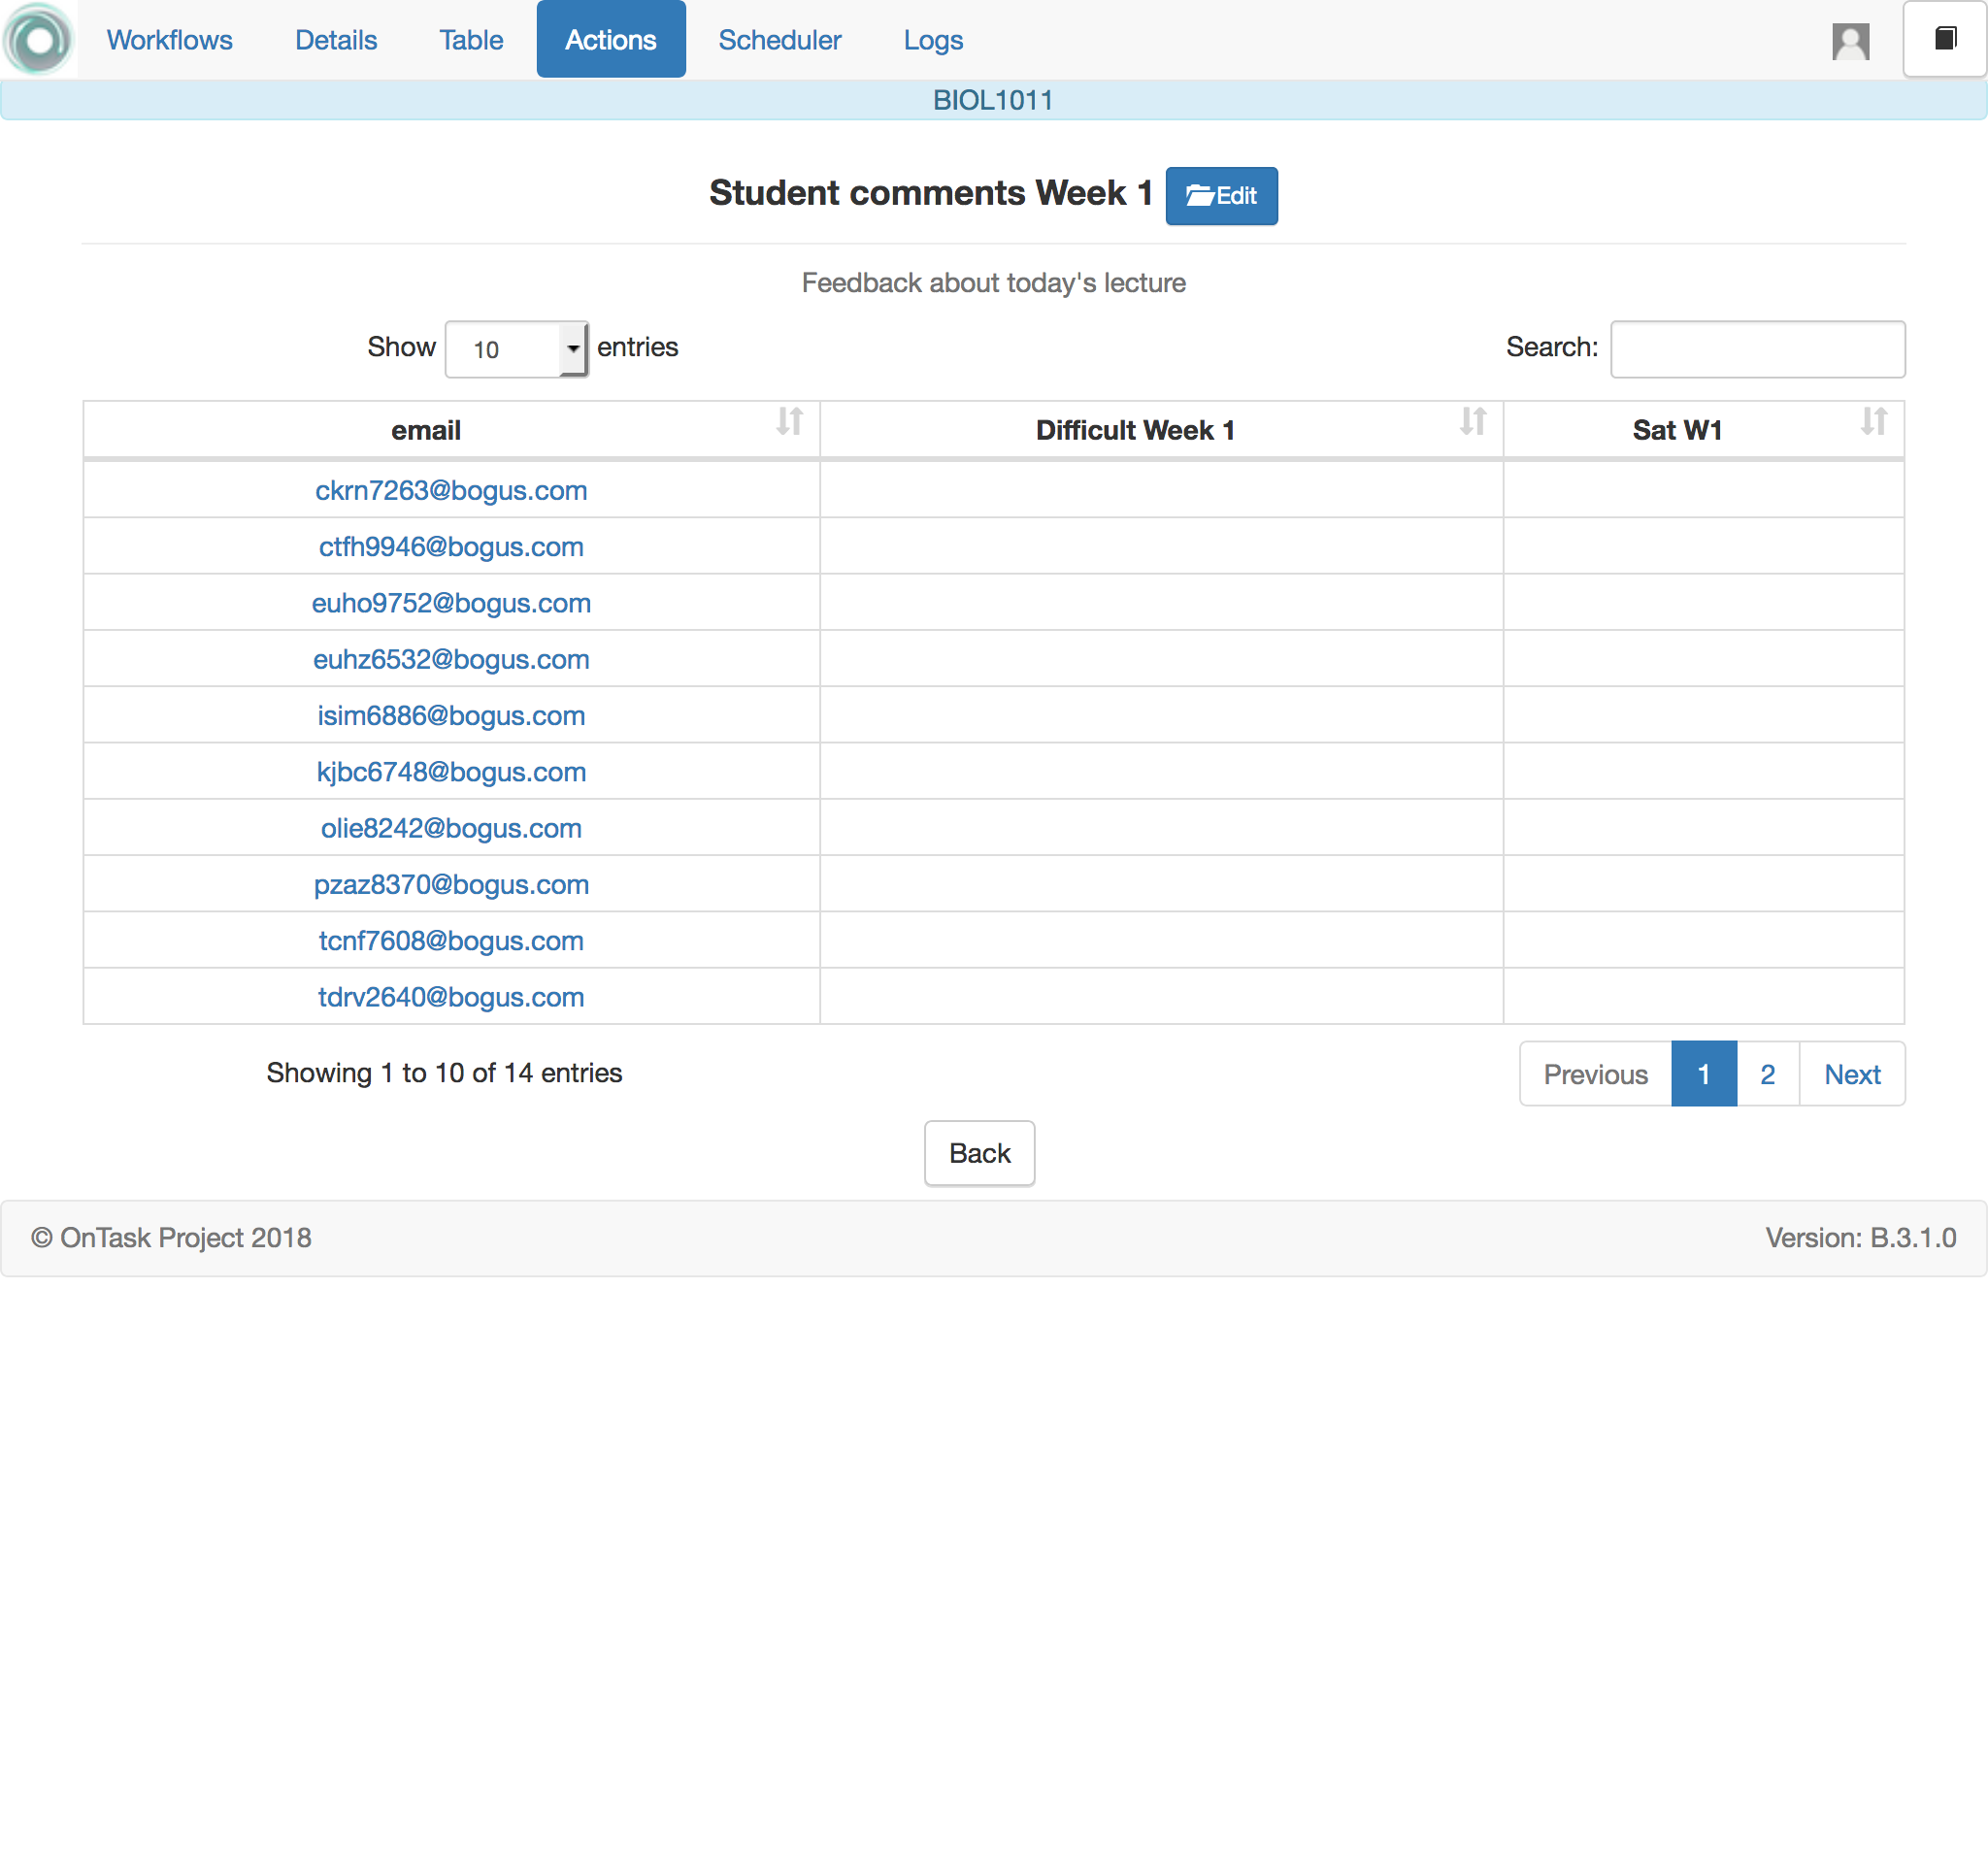 Workflows Details Table Actions Scheduler Logs
BIOL1011
Student comments Week 1 Edit
Feedback about today's lecture
Show 10 entries Search:
email Difficult Week 1 Sat W1
ckrn7263@bogus.com
ctfh9946@bogus.com
euho9752@bogus.com
euhz6532@bogus.com
isim6886@bogus.com
kjbc6748@bogus.com
olie8242@bogus.com
pzaz8370@bogus.com
tcnf7608@bogus.com
tdrv2640@bogus.com
Showing 1 to 10 of 14 entries Previous 1 2 Next
Back
© OnTask Project 2018 Version: B.3.1.0